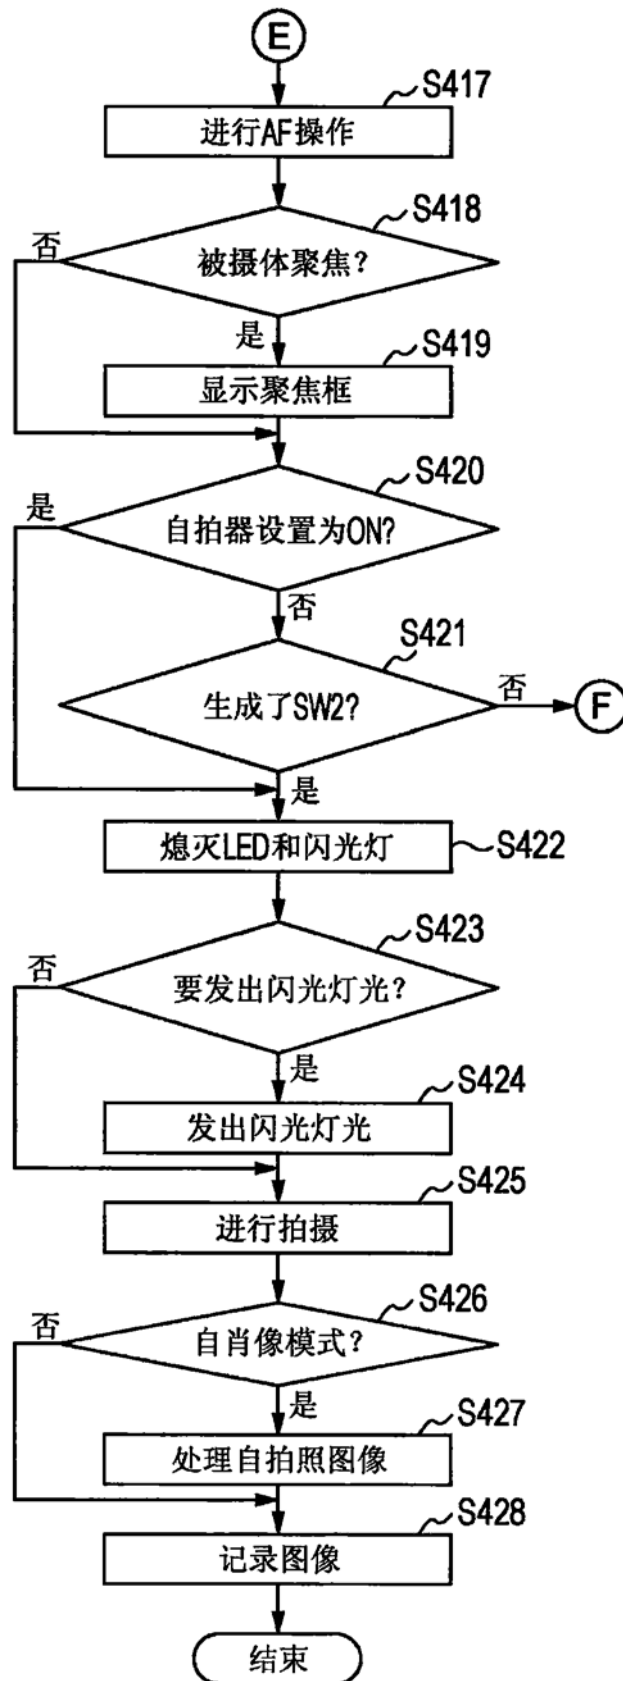 E
S417
进行AF操作
S418
否
被摄体聚焦?
是
S419
显示聚焦框
S420
是
自拍器设置为ON?
否
S421
生成了SW2?
否
F
是
熄灭LED和闪光灯
S422
S423
否
要发出闪光灯光?
是
S424
发出闪光灯光
S425
进行拍摄
S426
否
自肖像模式?
是
S427
处理自拍照图像
S428
记录图像
结束